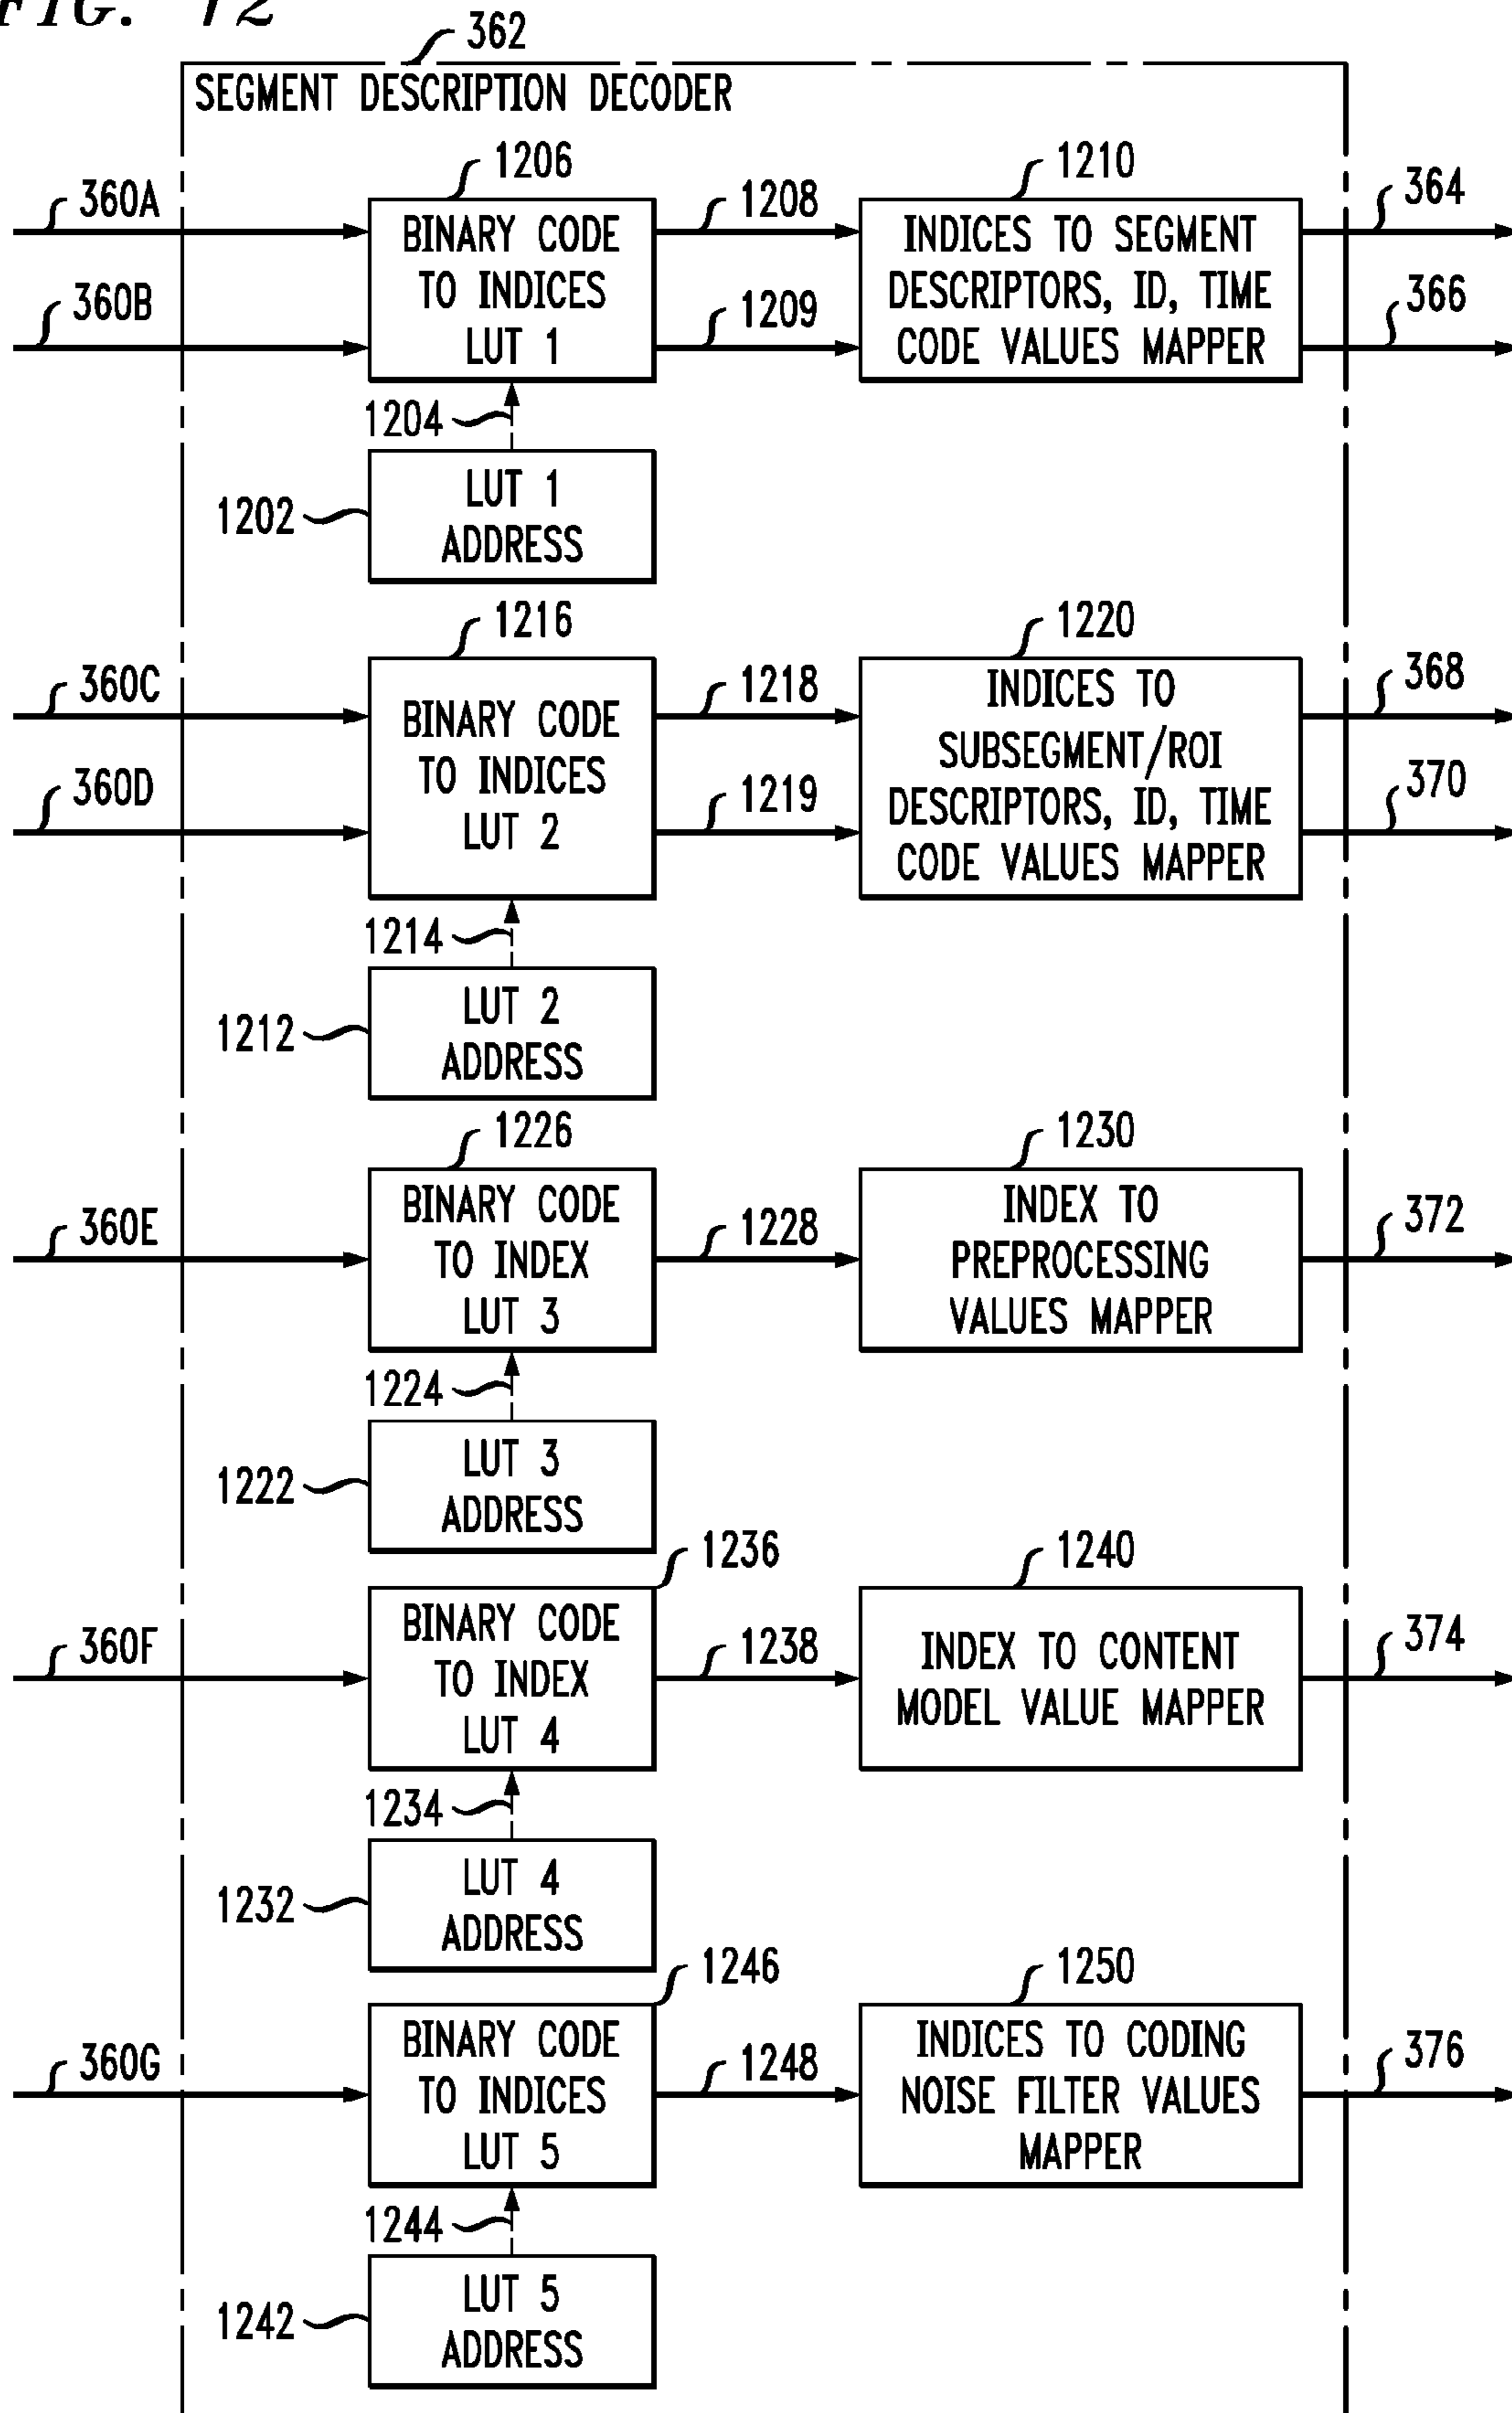 FIG. 12
362
SEGMENT DESCRIPTION DECODER
1206
1210
360A
1208
364
BINARY CODE
TO INDICES
LUT 1
INDICES TO SEGMENT
DESCRIPTORS, ID, TIME
CODE VALUES MAPPER
360B
1209
366
1204
LUT 1
ADDRESS
1202
1216
1220
360C
1218
368
BINARY CODE
TO INDICES
LUT 2
INDICES TO
SUBSEGMENT/ROI
DESCRIPTORS, ID, TIME
CODE VALUES MAPPER
360D
1219
370
1214
LUT 2
ADDRESS
1212
1226
1230
360E
BINARY CODE
TO INDEX
LUT 3
1228
INDEX TO
PREPROCESSING
VALUES MAPPER
372
1224
LUT 3
ADDRESS
1222
1236
1240
360F
BINARY CODE
TO INDEX
LUT 4
1238
INDEX TO CONTENT
MODEL VALUE MAPPER
374
1234
LUT 4
ADDRESS
1232
1246
1250
360G
BINARY CODE
TO INDICES
LUT 5
1248
INDICES TO CODING
NOISE FILTER VALUES
MAPPER
376
1244
LUT 5
ADDRESS
1242